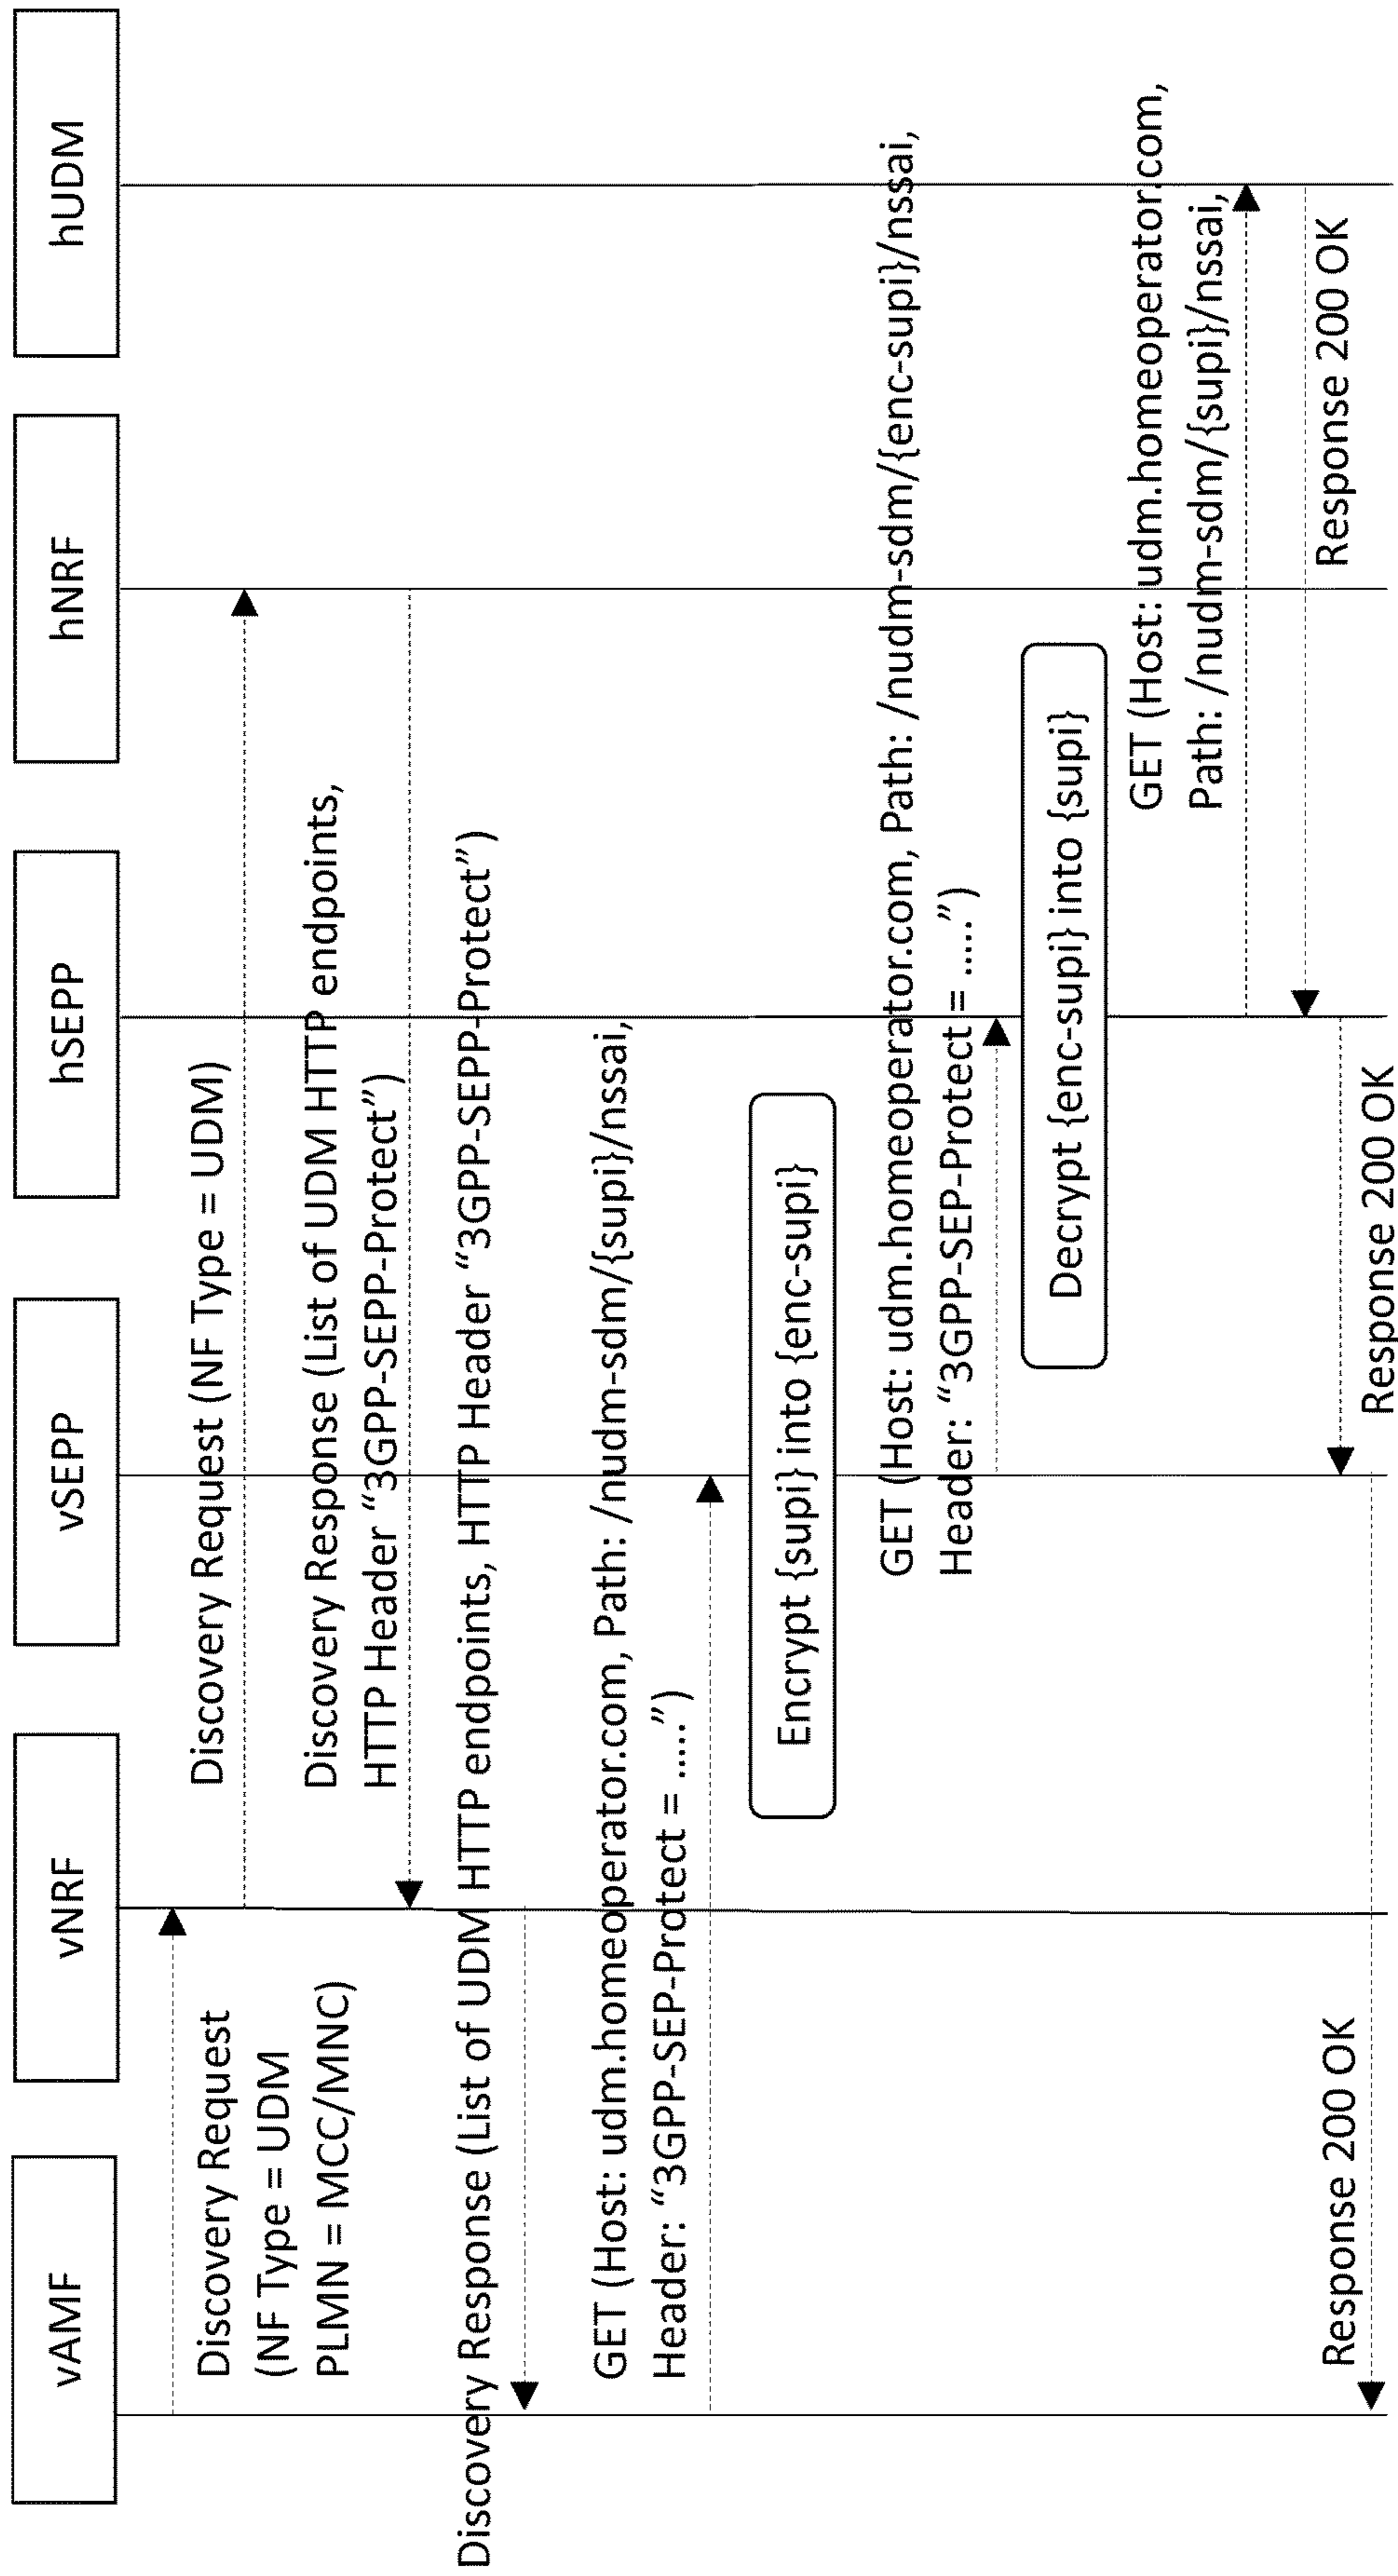 vAMF
vNRF
vSEPP
hSEPP
hNRF
hUDM
Discovery Request
(NF Type = UDM
PLMN = MCC/MNC)
Discovery Request (NF Type = UDM)
Discovery Response (List of UDM HTTP endpoints,
HTTP Header “3GPP-SEPP-Protect”)
Discovery Response (List of UDM HTTP endpoints, HTTP Header “3GPP-SEPP-Protect”)
GET (Host: udm.homeoperator.com, Path: /nudm-sdm/{supi}/nssai,
Header: “3GPP-SEP-Protect = .....”)
Encrypt {supi} into {enc-supi}
GET (Host: udm.homeoperator.com, Path: /nudm-sdm/{enc-supi}/nssai,
Header: “3GPP-SEP-Protect = .....”)
Decrypt {enc-supi} into {supi}
GET (Host: udm.homeoperator.com,
Path: /nudm-sdm/{supi}/nssai,
Response 200 OK
Response 200 OK
Response 200 OK